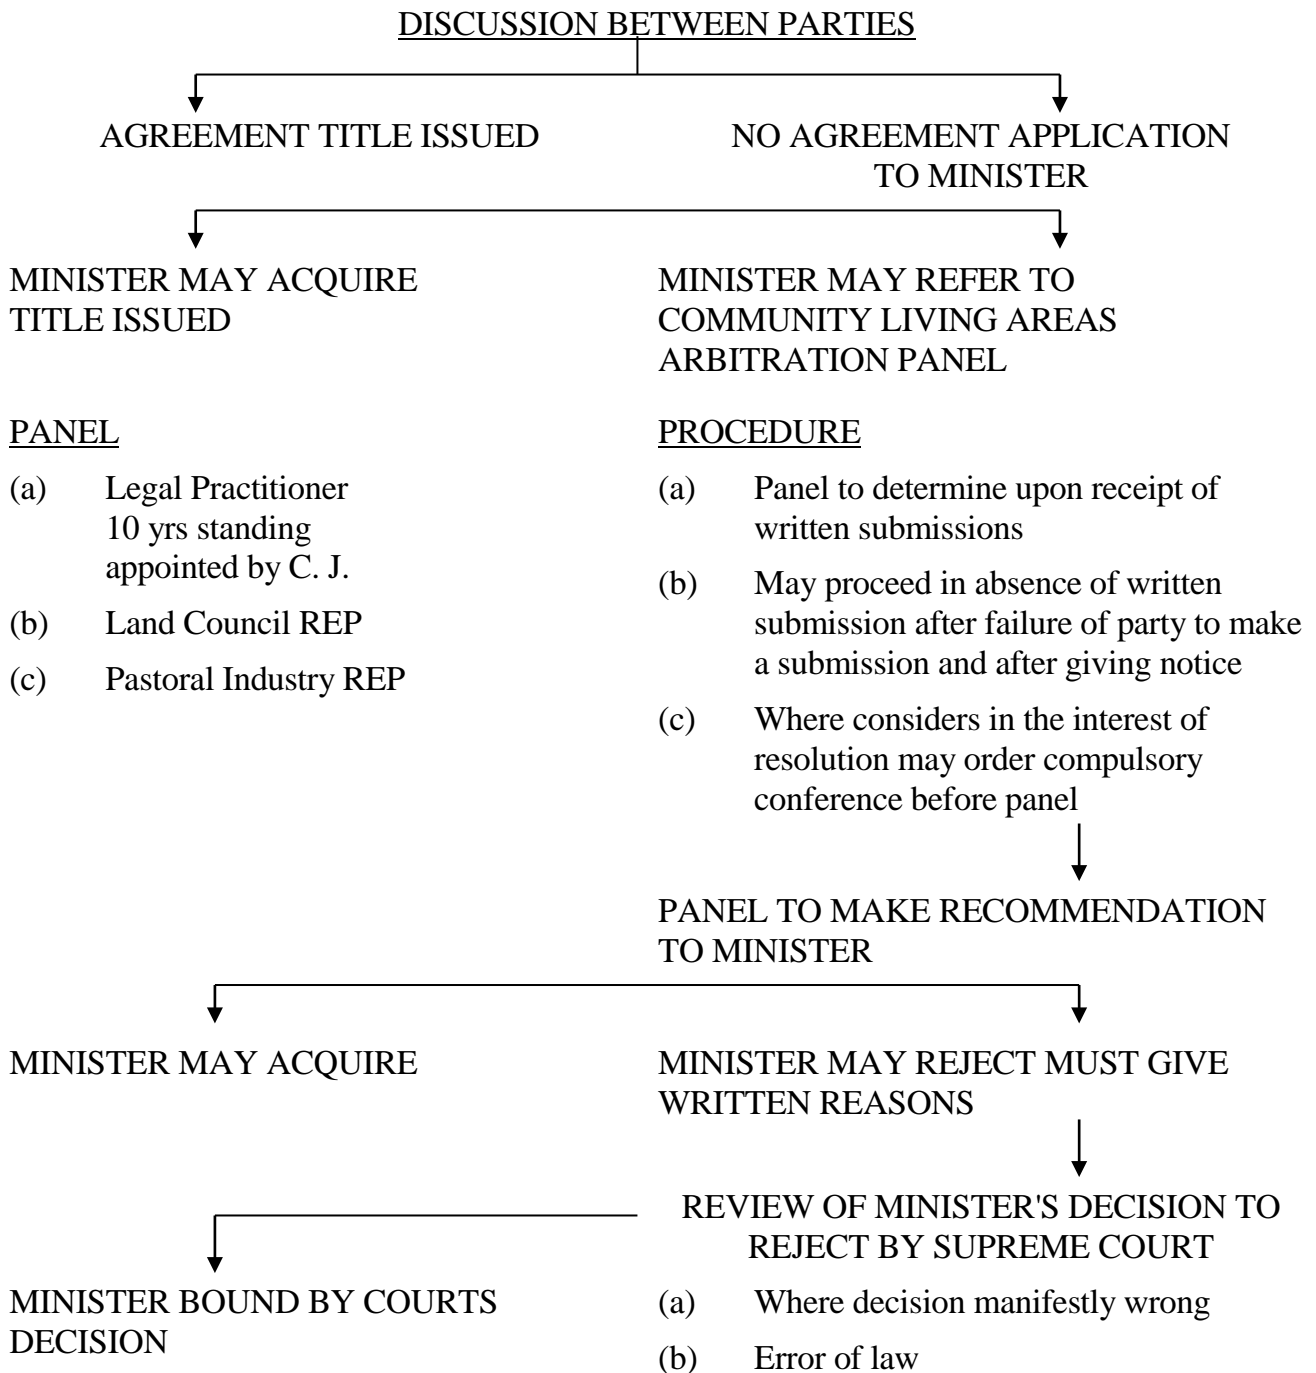 DISCUSSION BETWEEN PARTIES
AGREEMENT TITLE ISSUED
NO AGREEMENT APPLICATION
TO MINISTER
MINISTER MAY ACQUIRE
TITLE ISSUED
MINISTER MAY REFER TO
COMMUNITY LIVING AREAS
ARBITRATION PANEL
PANEL
(a) Legal Practitioner
10 yrs standing
appointed by C. J.
(b) Land Council REP
(c) Pastoral Industry REP
PROCEDURE
(a) Panel to determine upon receipt of
written submissions
(b) May proceed in absence of written
submission after failure of party to make
a submission and after giving notice
(c) Where considers in the interest of
resolution may order compulsory
conference before panel
PANEL TO MAKE RECOMMENDATION
TO MINISTER
MINISTER MAY ACQUIRE
MINISTER MAY REJECT MUST GIVE
WRITTEN REASONS
REVIEW OF MINISTER'S DECISION TO
REJECT BY SUPREME COURT
MINISTER BOUND BY COURTS
DECISION
(a) Where decision manifestly wrong
(b) Error of law